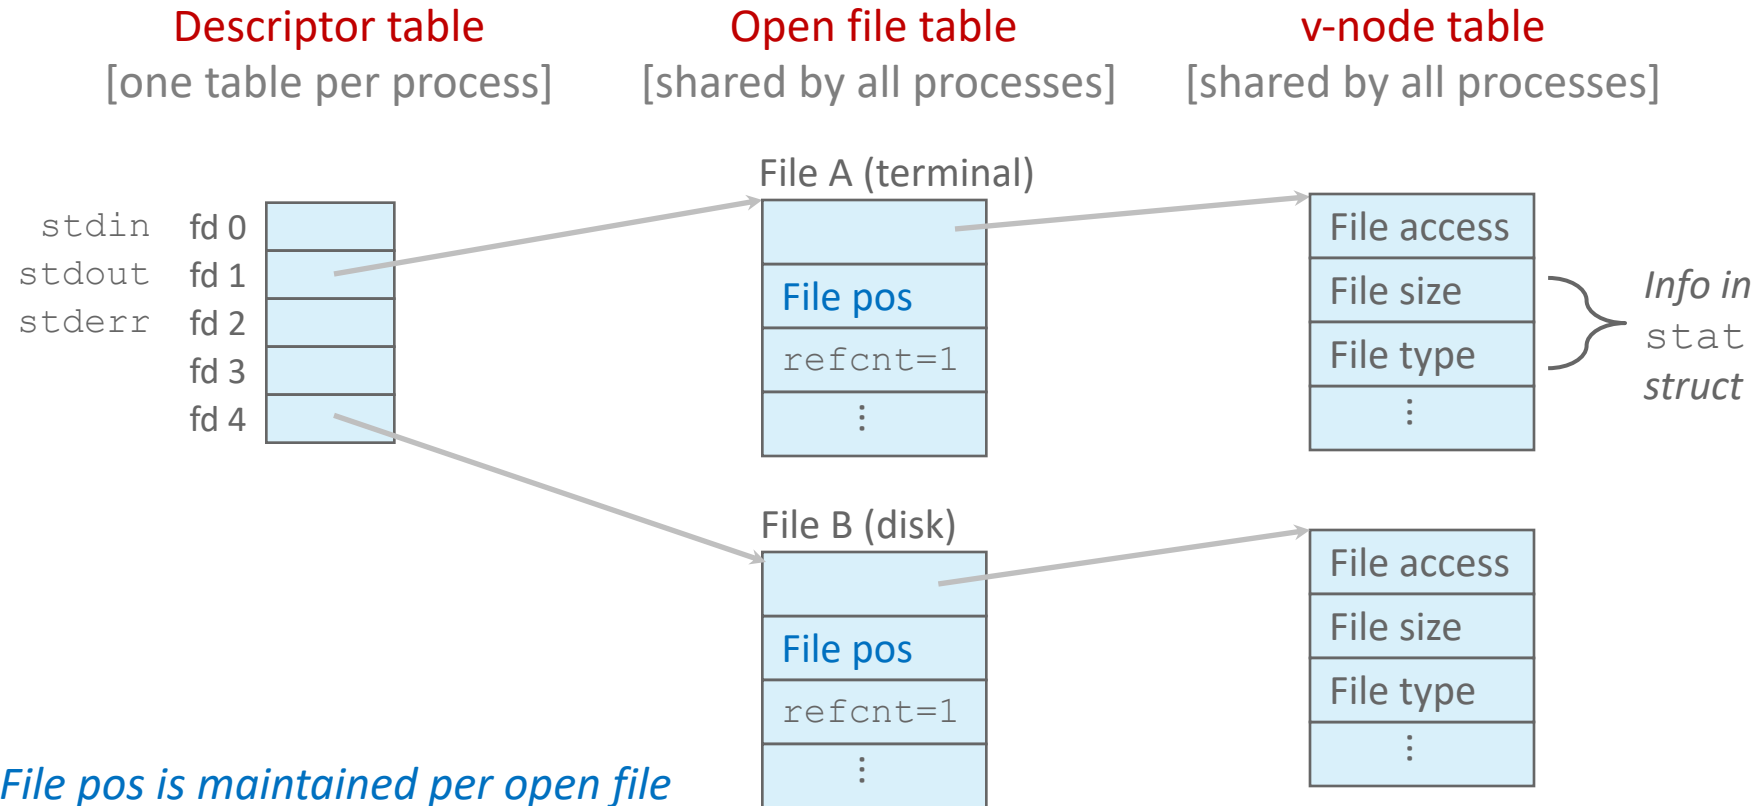 Descriptor table
[one table per process]
Open file table
[shared by all processes]
v-node table
[shared by all processes]
stdin fd 0
stdout fd 1
stderr fd 2
fd 3
fd 4
File A (terminal)
File pos
refcnt=1
⋮
File access
File size
File type
⋮
Info in
stat
struct
File B (disk)
File pos
refcnt=1
⋮
File access
File size
File type
⋮
File pos is maintained per open file